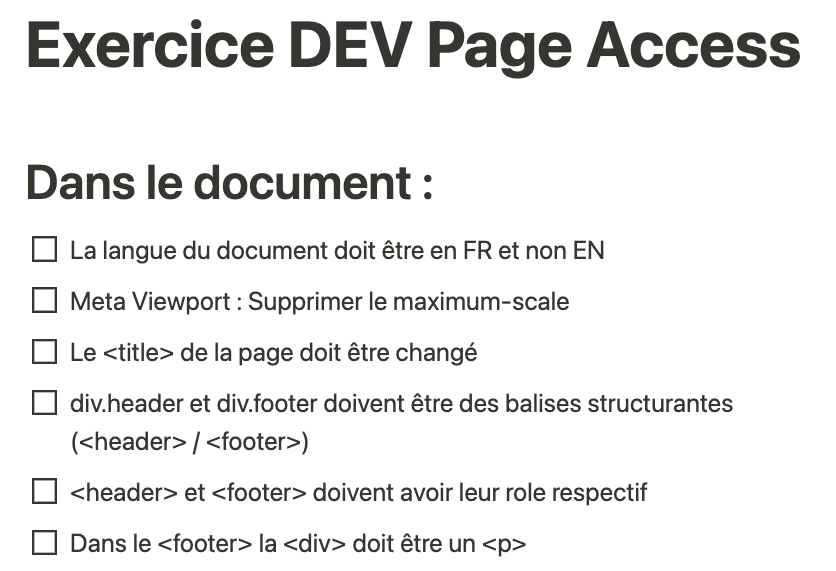 Exercice DEV Page Access
Dans le document :
La langue du document doit être en FR et non EN
Meta Viewport : Supprimer le maximum-scale
Le <title> de la page doit être changé
div.header et div.footer doivent être des balises structurantes
(<header> / <footer>)
<header> et <footer> doivent avoir leur role respectif
Dans le <footer> la <div> doit être un <p>